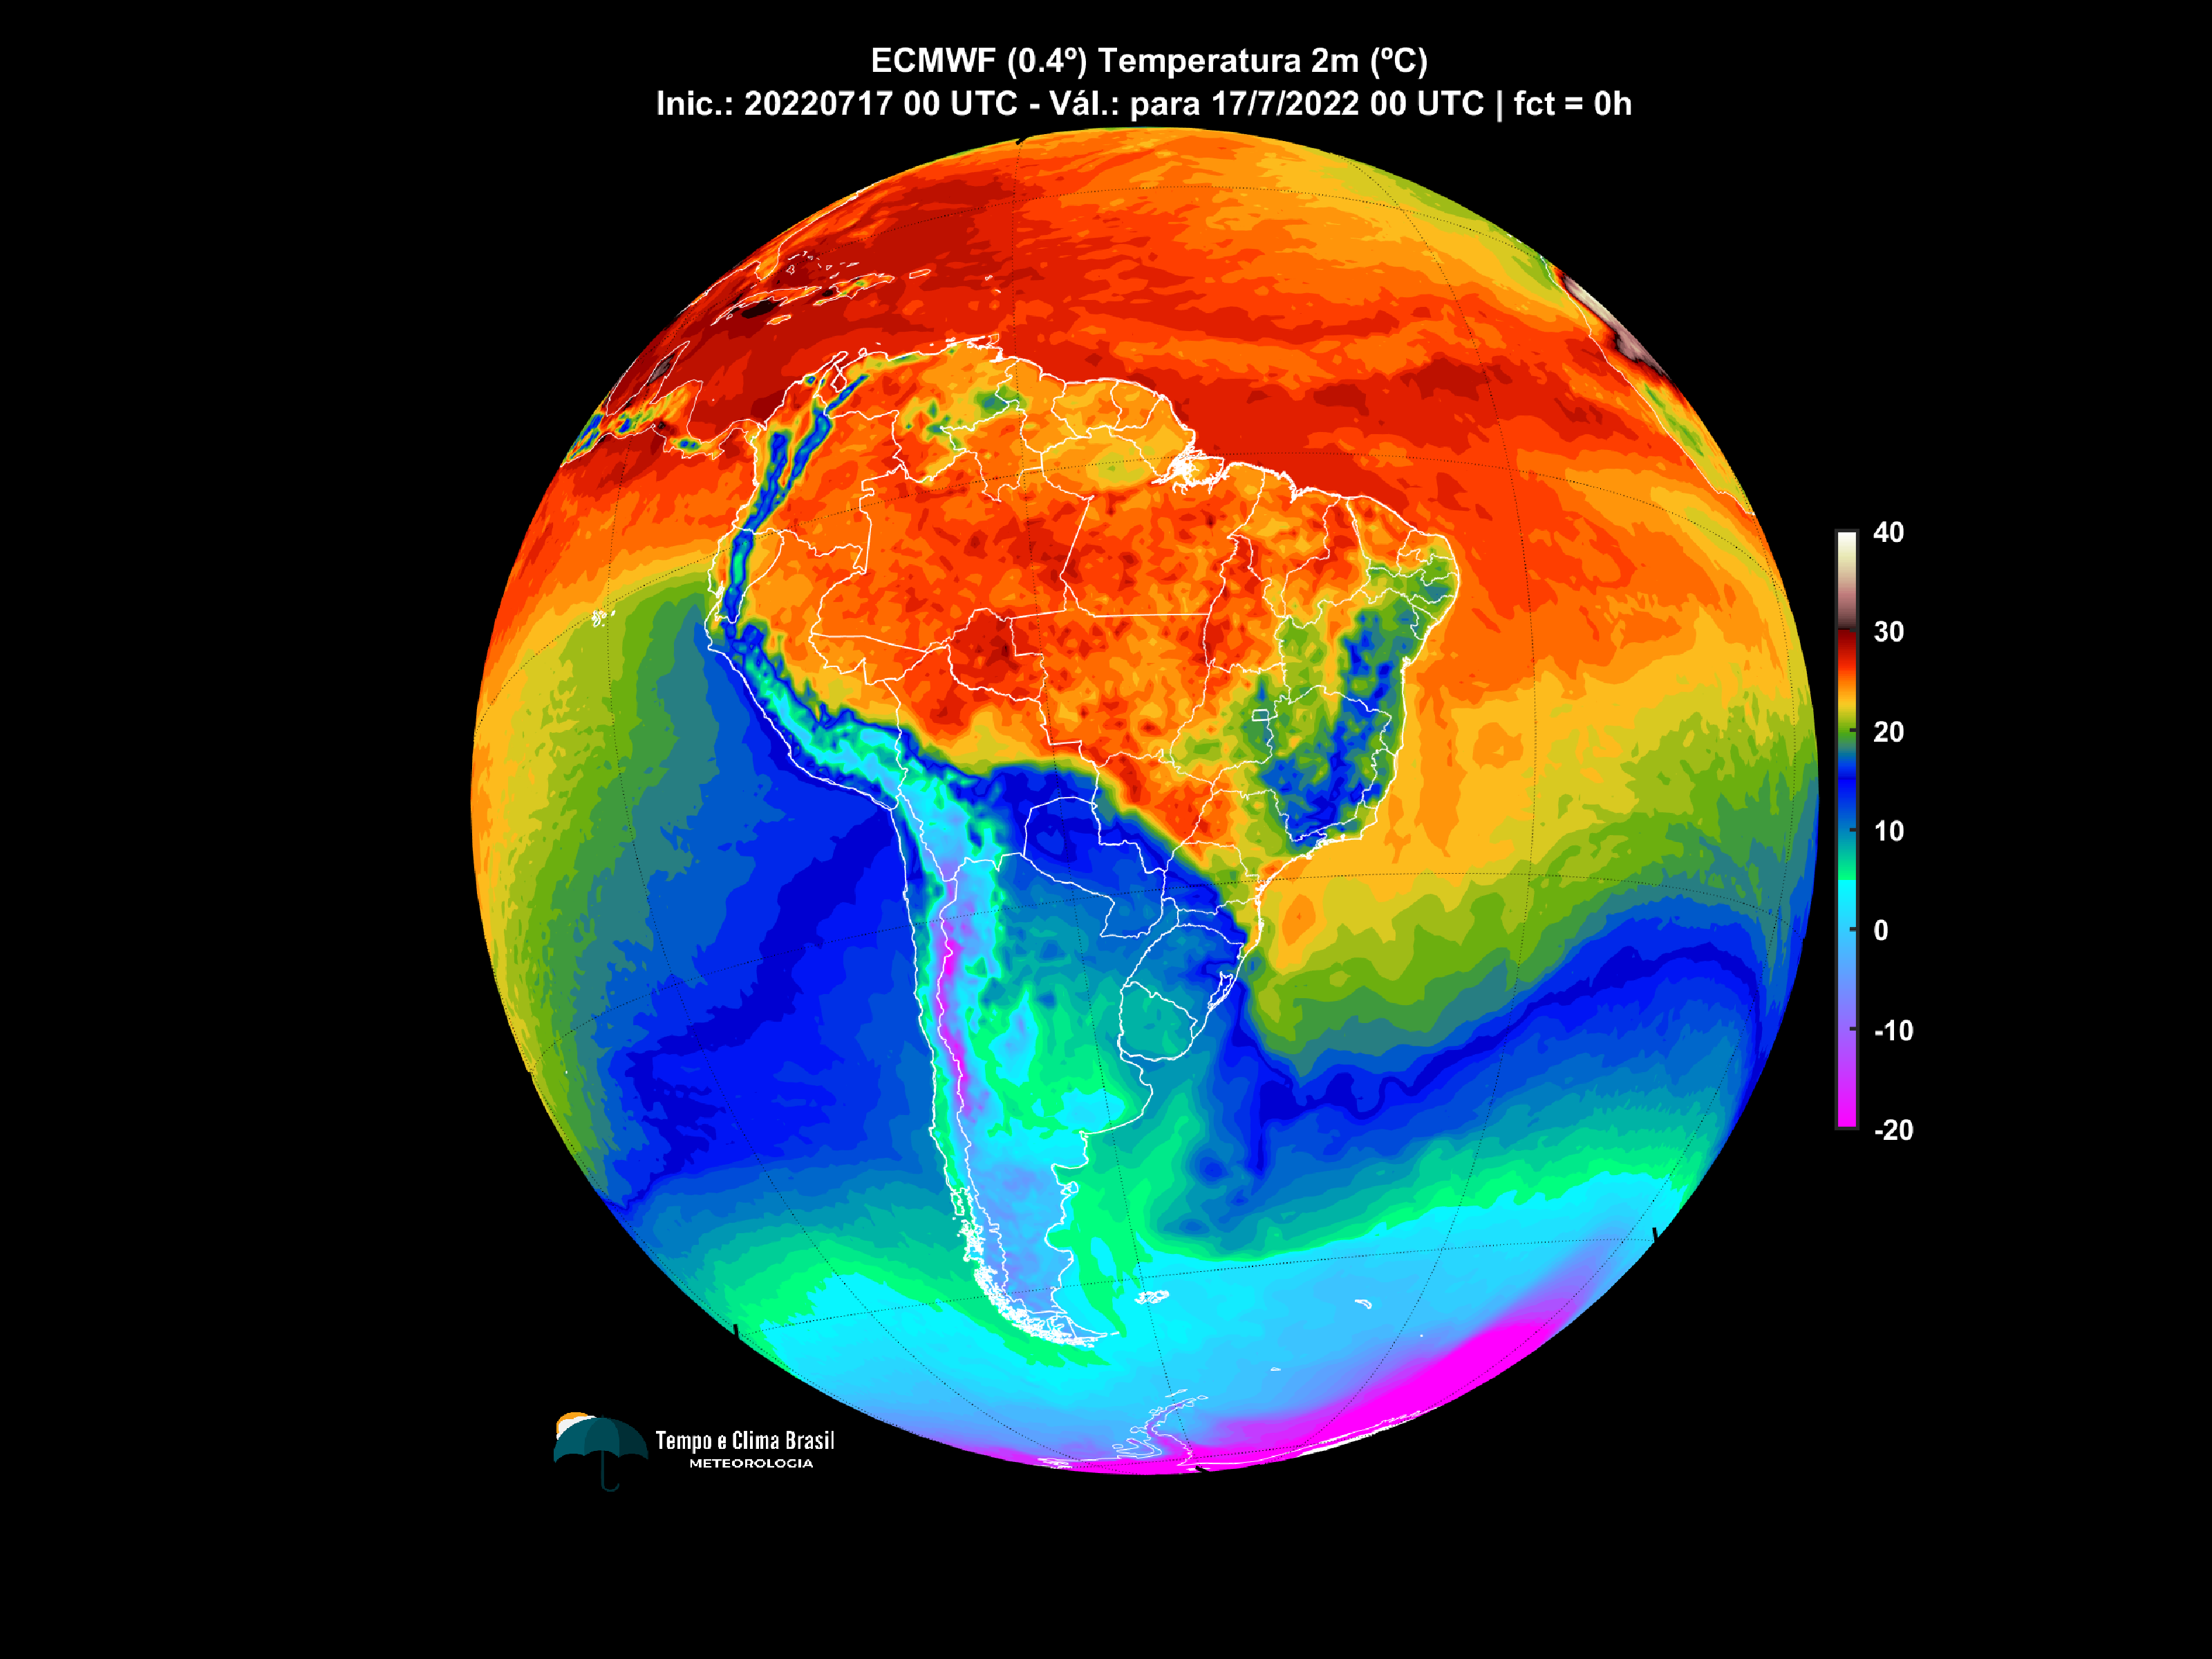 ECMWF (0.4º) Temperatura 2m (ºC)
Inic.: 20220717 00 UTC - Vál.: para 17/7/2022 00 UTC | fct = 0h
40
30
20
10
0
-10
-20
Tempo e Clima Brasil
METEOROLOGIA